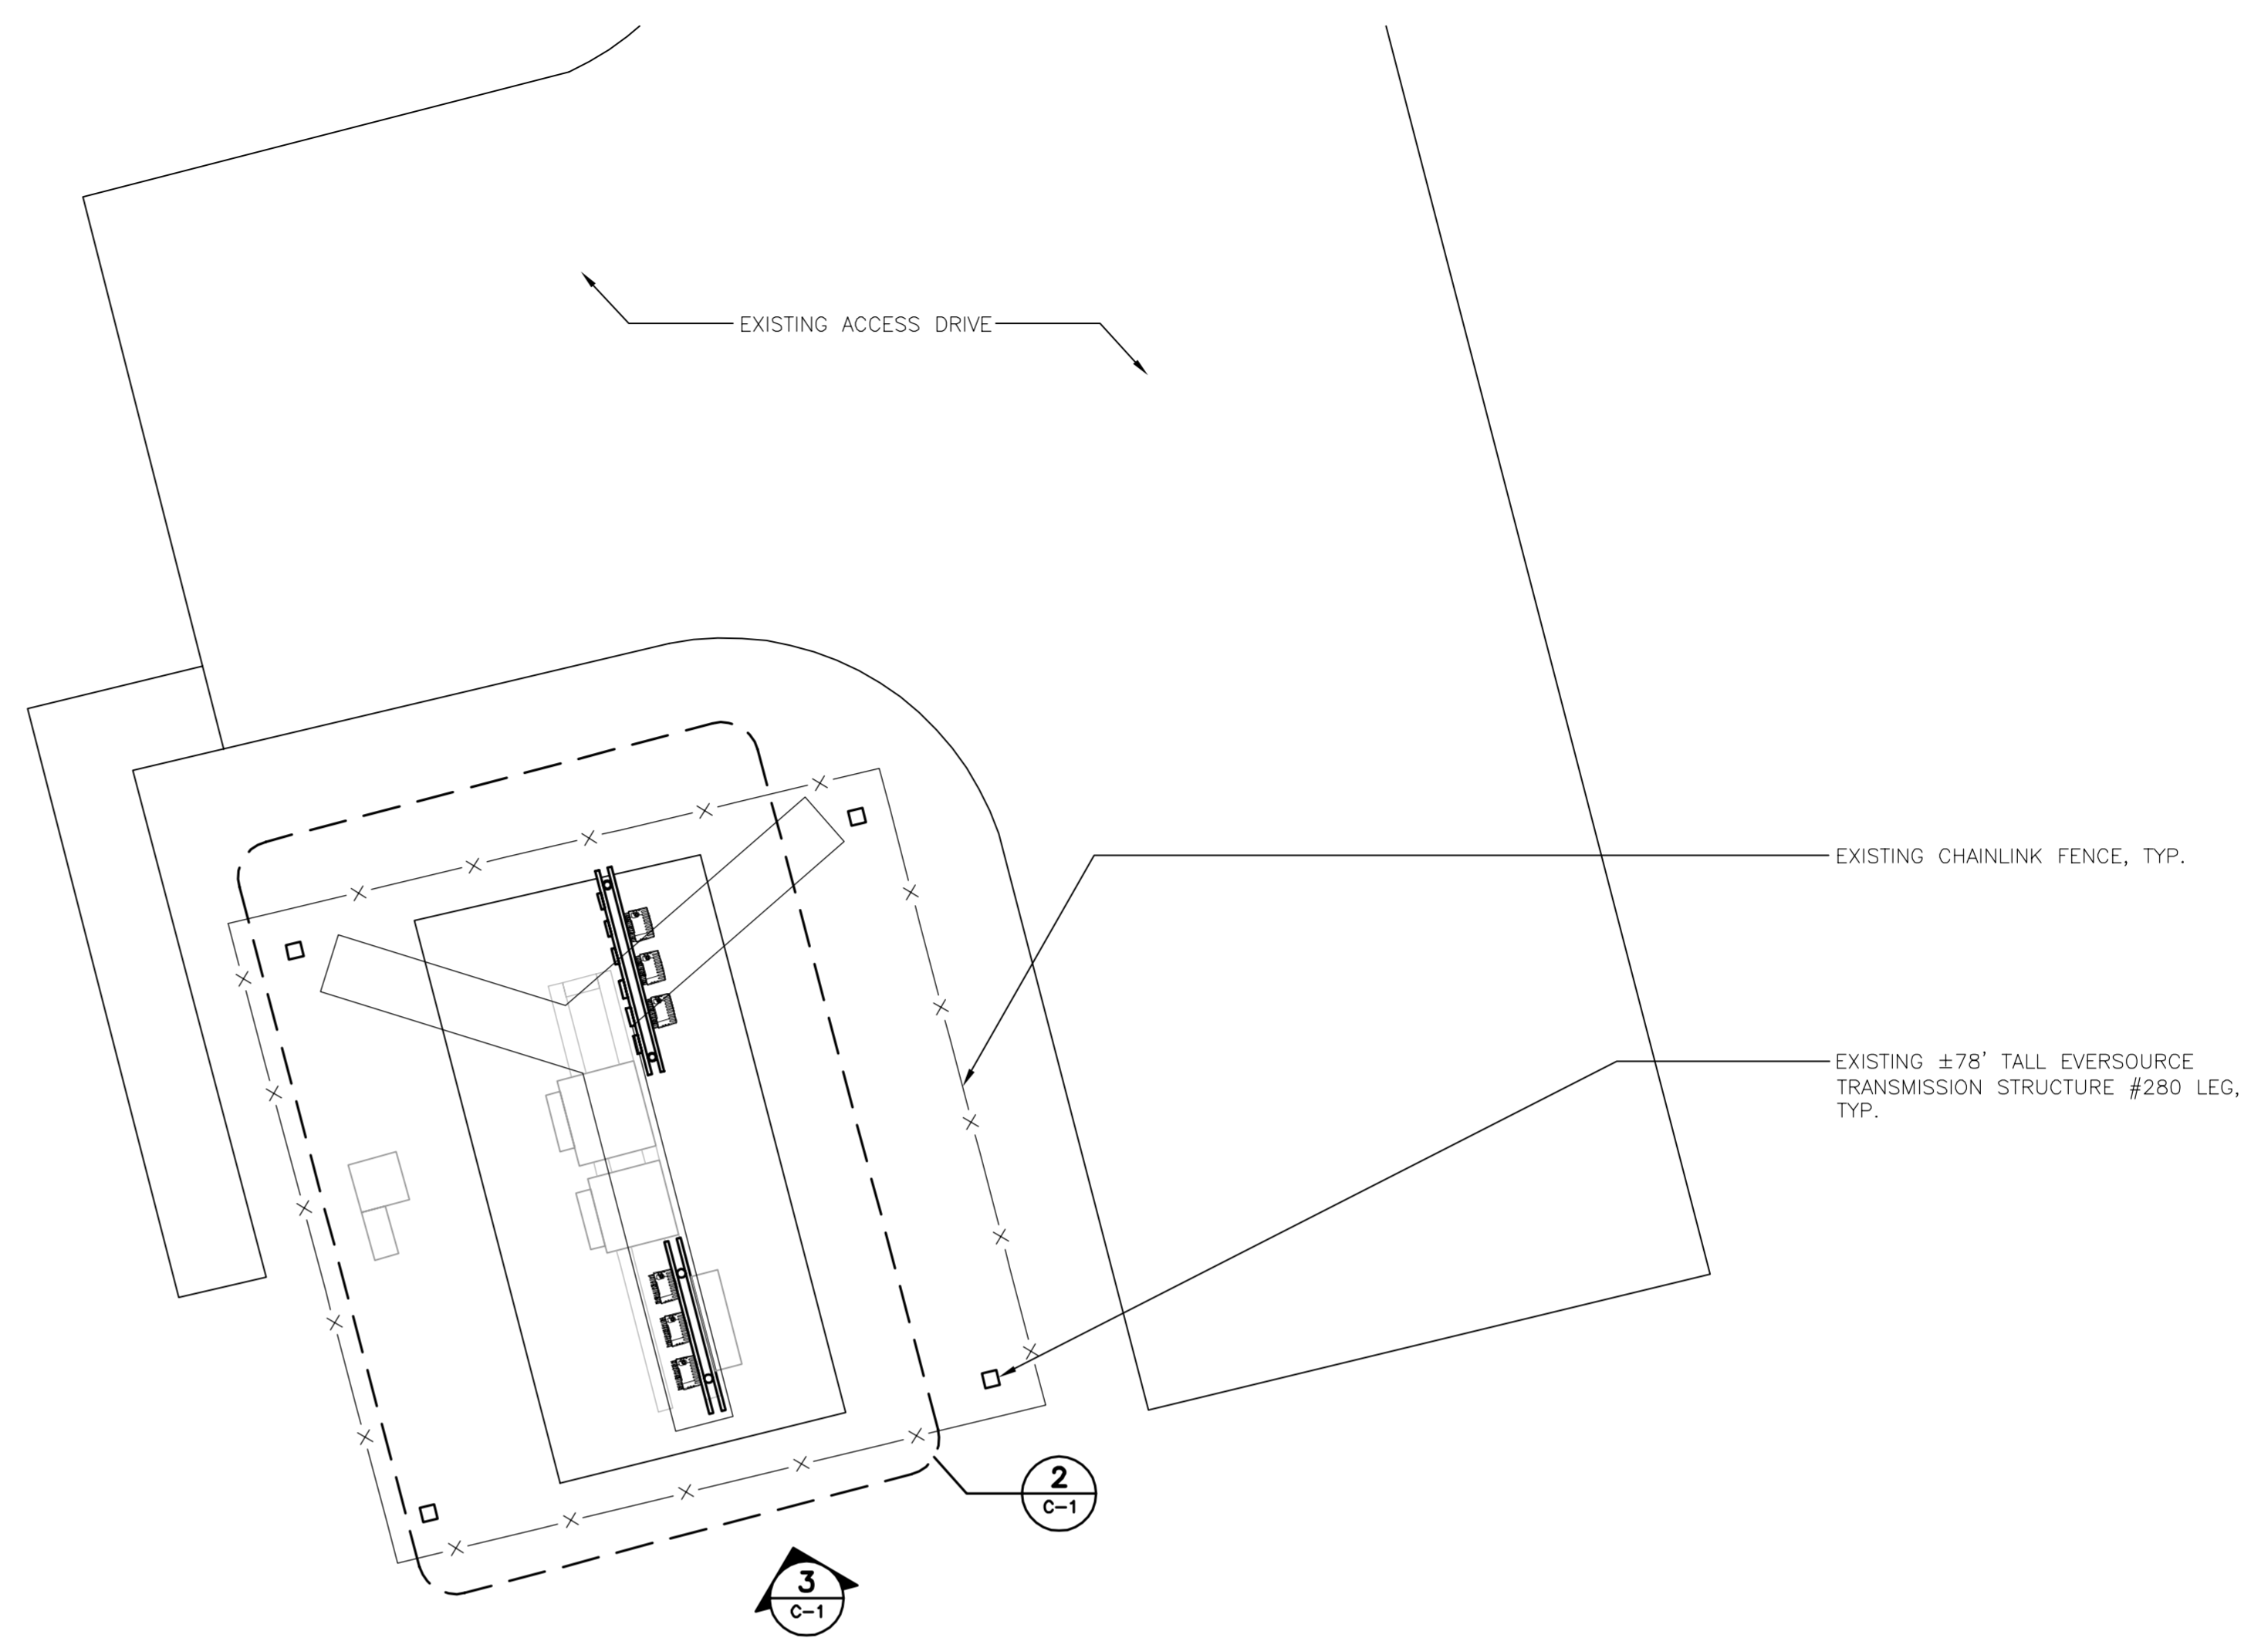 EXISTING ACCESS DRIVE
EXISTING CHAINLINK FENCE, TYP.
EXISTING ±78' TALL EVERSOURCE
TRANSMISSION STRUCTURE #280 LEG,
TYP.
2
C-1
3
C-1